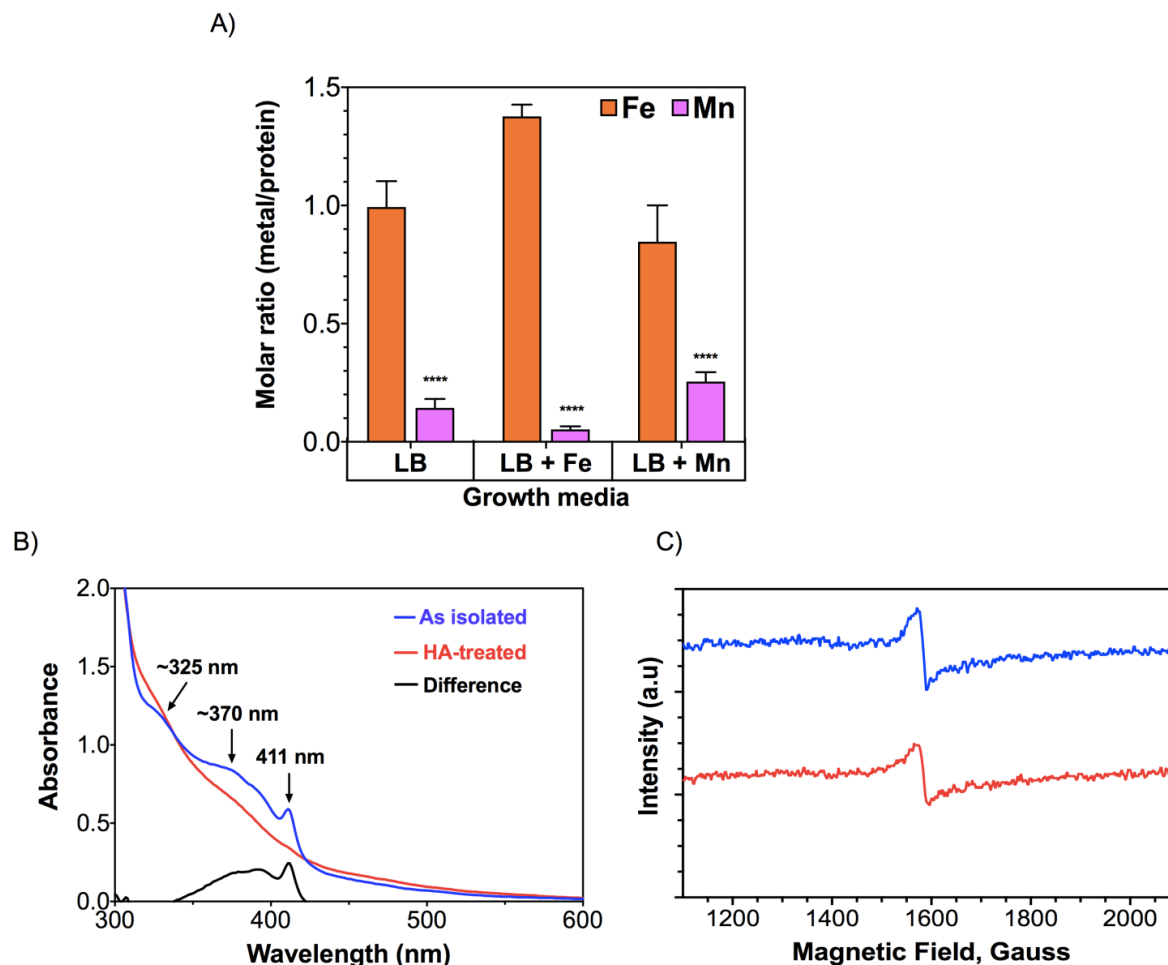 A)
Molar ratio (metal/protein)
1.5
1.0
0.5
0.0
Fe Mn
****
****
****
LB LB + Fe LB + Mn
Growth media
B)
Absorbance
2.0
1.5
1.0
0.5
0.0
~325 nm
~370 nm
411 nm
As isolated
HA-treated
Difference
300 400 500 600
Wavelength (nm)
C)
Intensity (a.u)
1200 1400 1600 1800 2000
Magnetic Field, Gauss